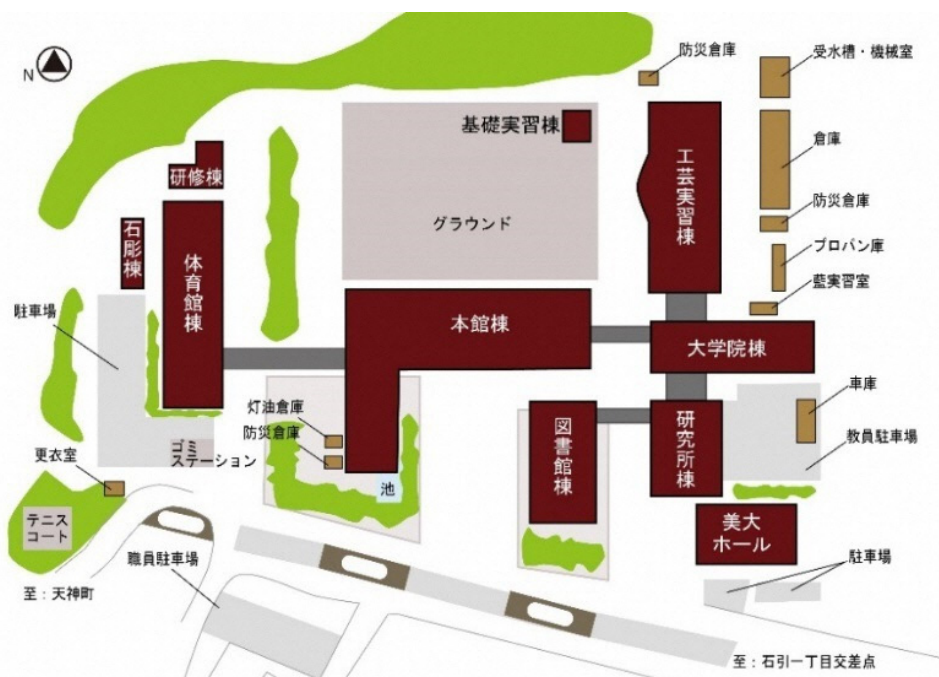 N
防災倉庫
受水槽・機械室
基礎実習棟
工芸実習棟
倉庫
研修棟
防災倉庫
石彫棟
体育館棟
グラウンド
プロパン庫
藍実習室
駐車場
本館棟
大学院棟
灯油倉庫
車庫
防災倉庫
図書館棟
研究所棟
教員駐車場
ゴミ
ステーション
更衣室
池
テニス
コート
美大
ホール
職員駐車場
駐車場
至：天神町
至：石引一丁目交差点